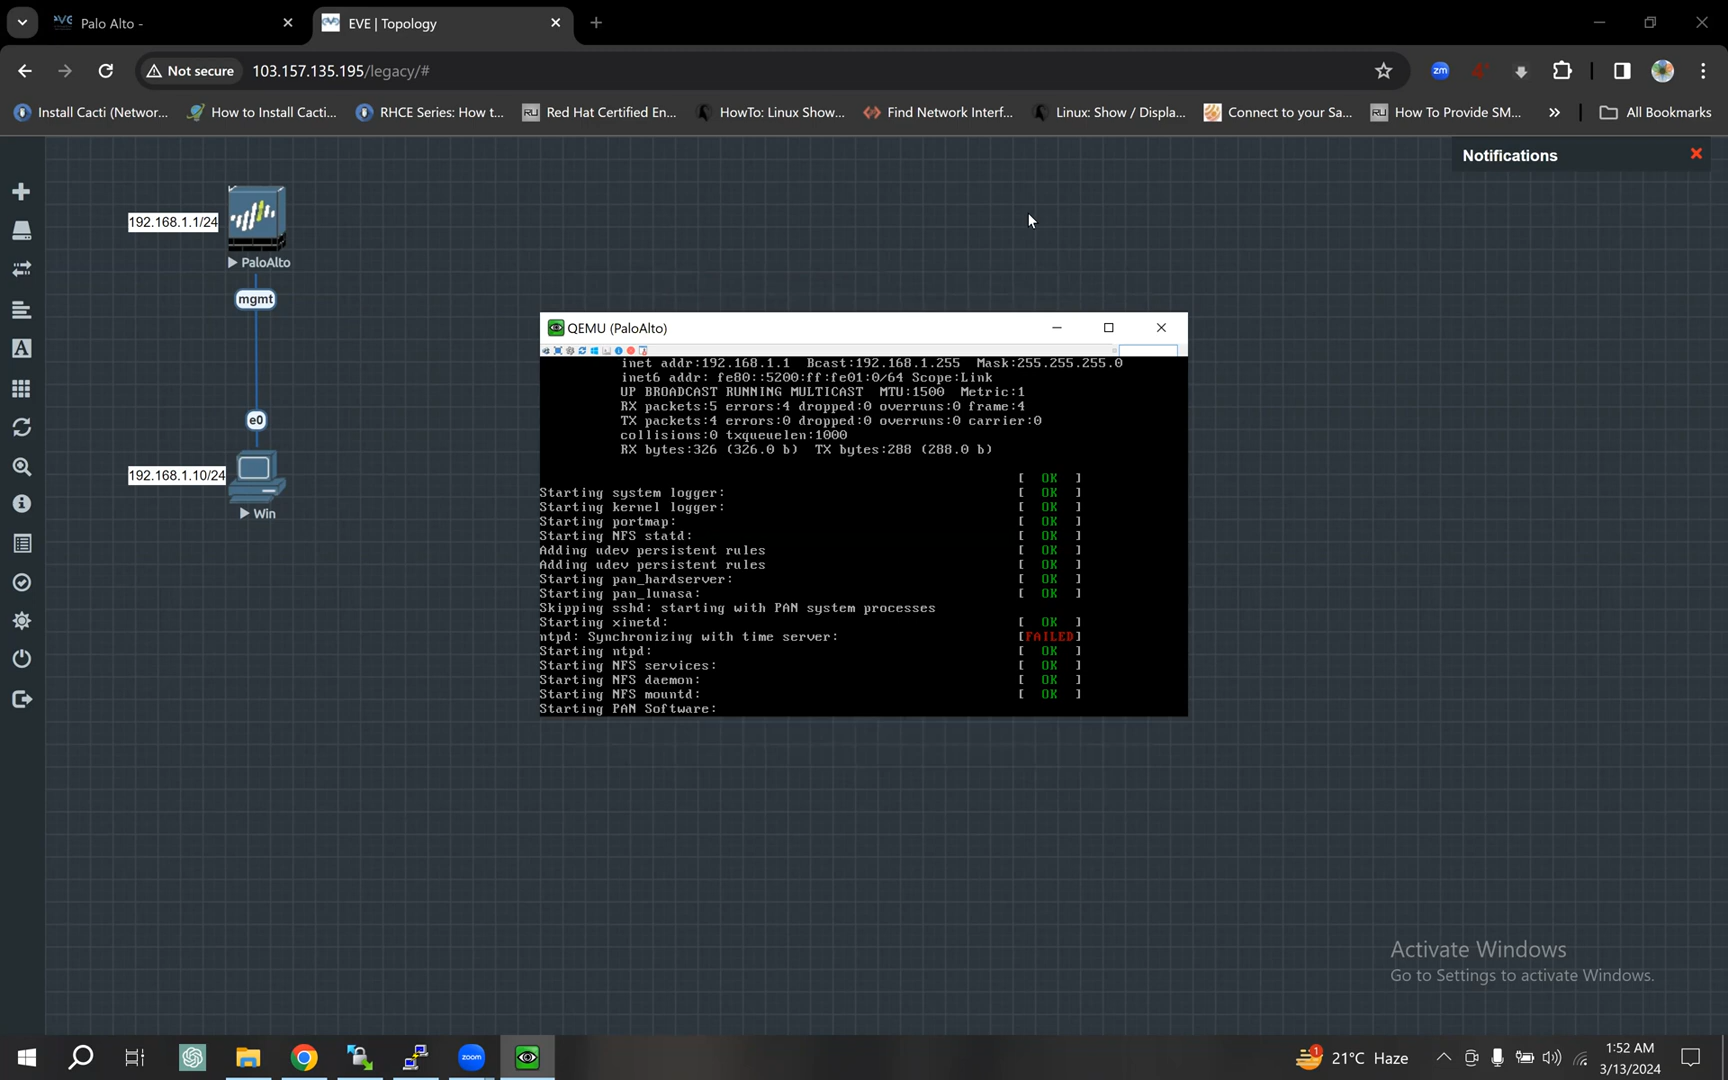 Palo Alto -
EVE | Topology
Not secure
103.157.135.195/legacy/#
Install Cacti (Networ...
How to Install Cacti...
RHCE Series: How t...
RU
Red Hat Certified En...
HowTo: Linux Show...
Find Network Interf...
Linux: Show / Displa...
Connect to your Sa...
RU
How To Provide SM...
»
All Bookmarks
zm
Notifications
192.168.1.1/24
PaloAlto
mgmt
e0
192.168.1.10/24
Win
QEMU (PaloAlto)
inet addr:192.168.1.1 Bcast:192.168.1.255 Mask:255.255.255.0
inet6 addr: fe80::5200:ff:fe01:0/64 Scope:Link
UP BROADCAST RUNNING MULTICAST MTU:1500 Metric:1
RX packets:5 errors:4 dropped:0 overruns:0 frame:4
TX packets:4 errors:0 dropped:0 overruns:0 carrier:0
collisions:0 txqueuelen:1000
RX bytes:326 (326.0 b) TX bytes:288 (288.0 b)
[ OK ]
Starting system logger: [ OK ]
Starting kernel logger: [ OK ]
Starting portmap: [ OK ]
Starting NFS statd: [ OK ]
Adding udev persistent rules [ OK ]
Adding udev persistent rules [ OK ]
Starting pan_hardserver: [ OK ]
Starting pan_lunasa: [ OK ]
Skipping sshd: starting with PAN system processes
Starting xinetd: [ OK ]
ntpd: Synchronizing with time server: [FAILED]
Starting ntpd: [ OK ]
Starting NFS services: [ OK ]
Starting NFS daemon: [ OK ]
Starting NFS mountd: [ OK ]
Starting PAN Software:
Activate Windows
Go to Settings to activate Windows.
zoom
1
21°C Haze
1:52 AM
3/13/2024